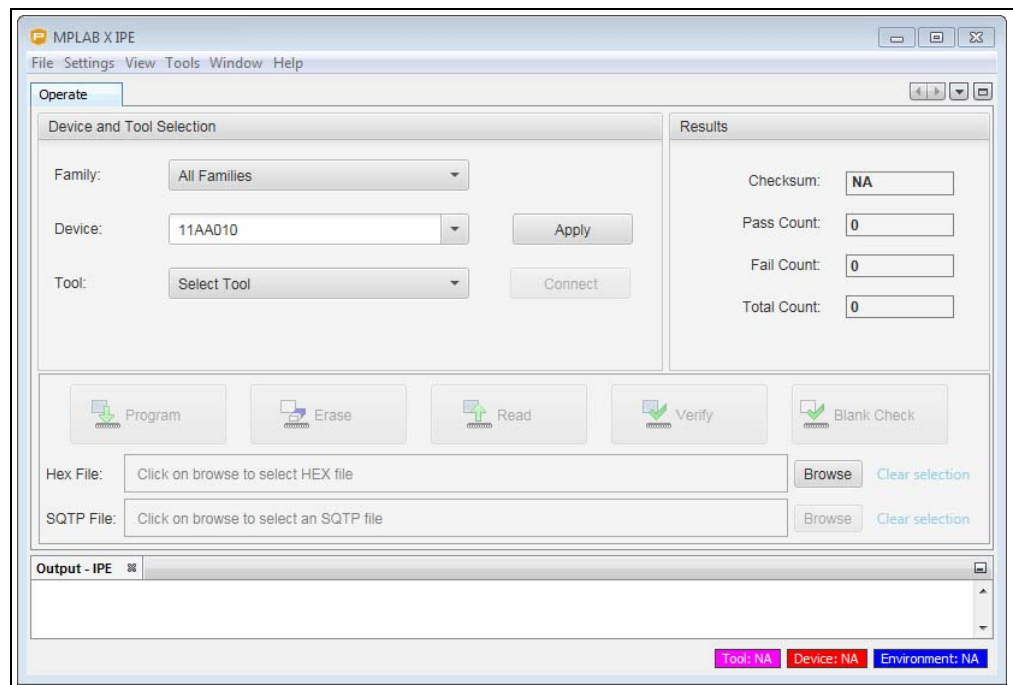 MPLAB X IPE
File Settings View Tools Window Help
Operate
Device and Tool Selection
Family: All Families
Device: 11AA010 Apply
Tool: Select Tool Connect
Results
Checksum: NA
Pass Count: 0
Fail Count: 0
Total Count: 0
Program Erase Read Verify Blank Check
Hex File: Click on browse to select HEX file Browse Clear selection
SQTP File: Click on browse to select an SQTP file Browse Clear selection
Output - IPE
Tool: NA Device: NA Environment: NA